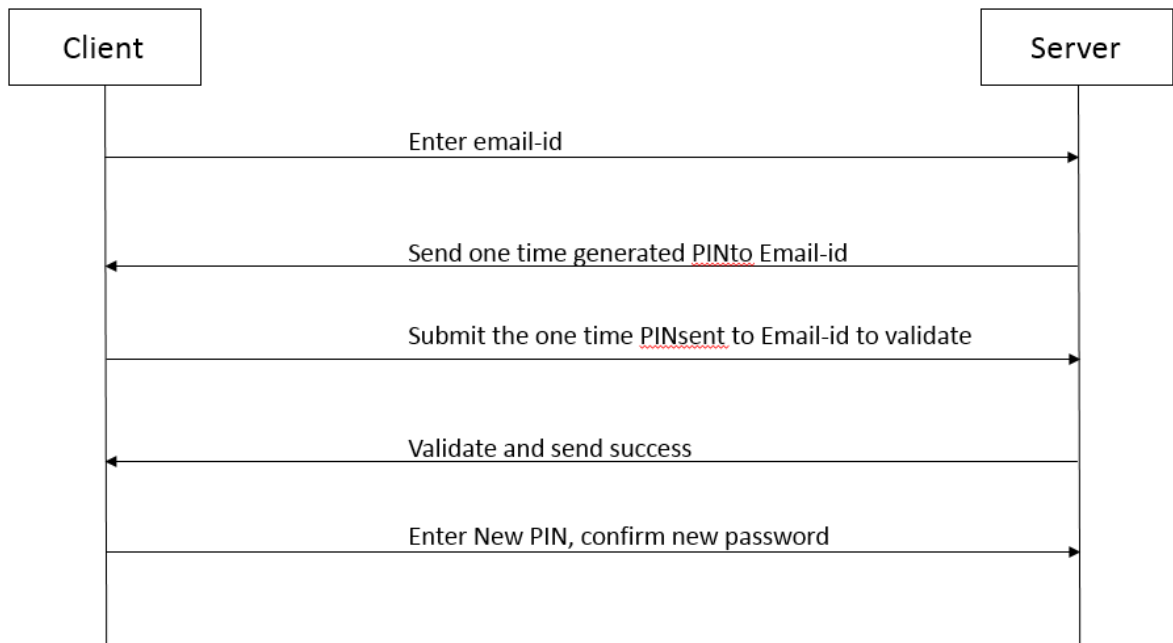 Client
Server
Enter email-id
Send one time generated PINto Email-id
Submit the one time PINsent to Email-id to validate
Validate and send success
Enter New PIN, confirm new password